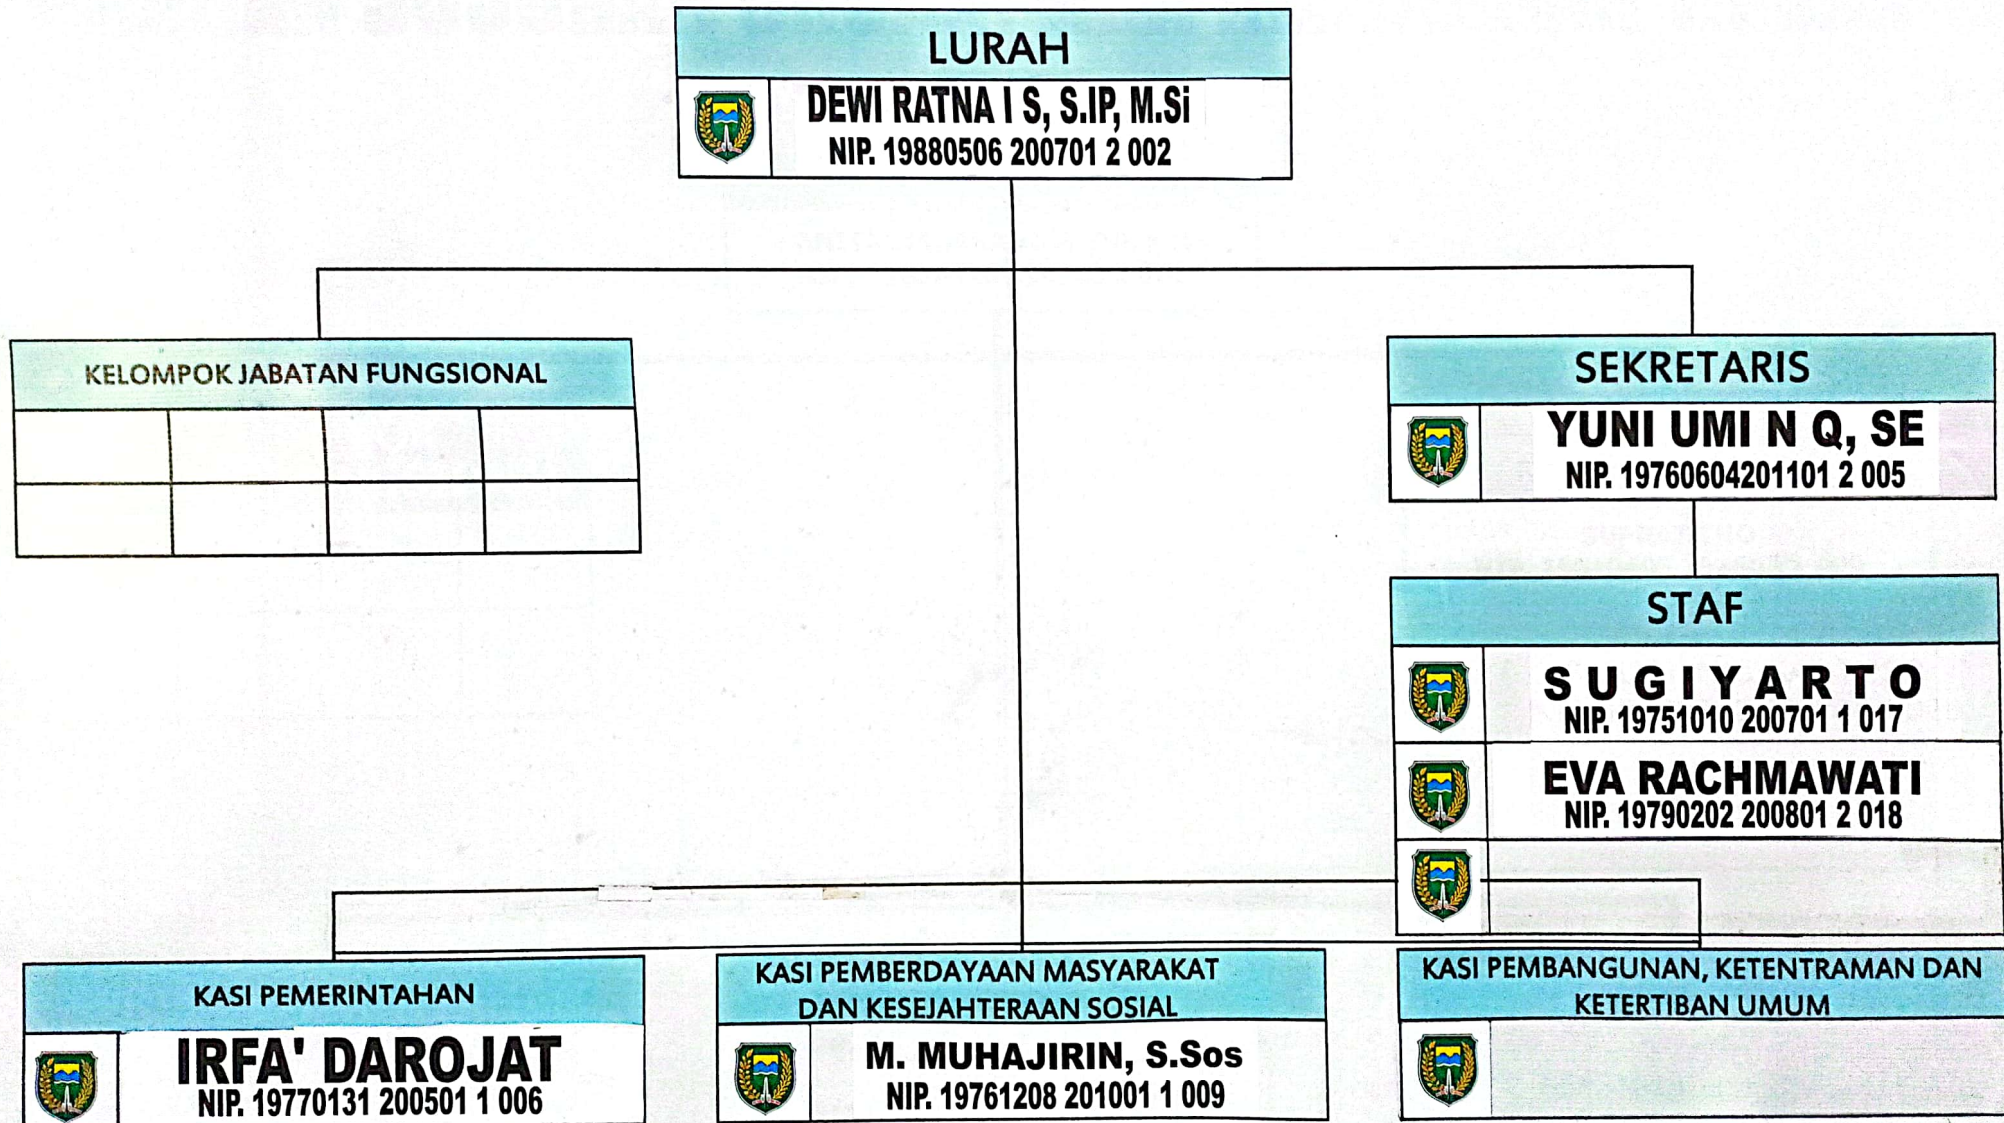 LURAH
DEWI RATNA I S, S.IP, M.Si
NIP. 19880506 200701 2 002
KELOMPOK JABATAN FUNGSIONAL
SEKRETARIS
YUNI UMI N Q, SE
NIP. 19760604201101 2 005
STAF
SUGIYARTO
NIP. 19751010 200701 1 017
EVA RACHMAWATI
NIP. 19790202 200801 2 018
KASI PEMERINTAHAN
IRFA' DAROJAT
NIP. 19770131 200501 1 006
KASI PEMBERDAYAAN MASYARAKAT
DAN KESEJAHTERAAN SOSIAL
M. MUHAJIRIN, S.Sos
NIP. 19761208 201001 1 009
KASI PEMBANGUNAN, KETENTRAMAN DAN
KETERTIBAN UMUM